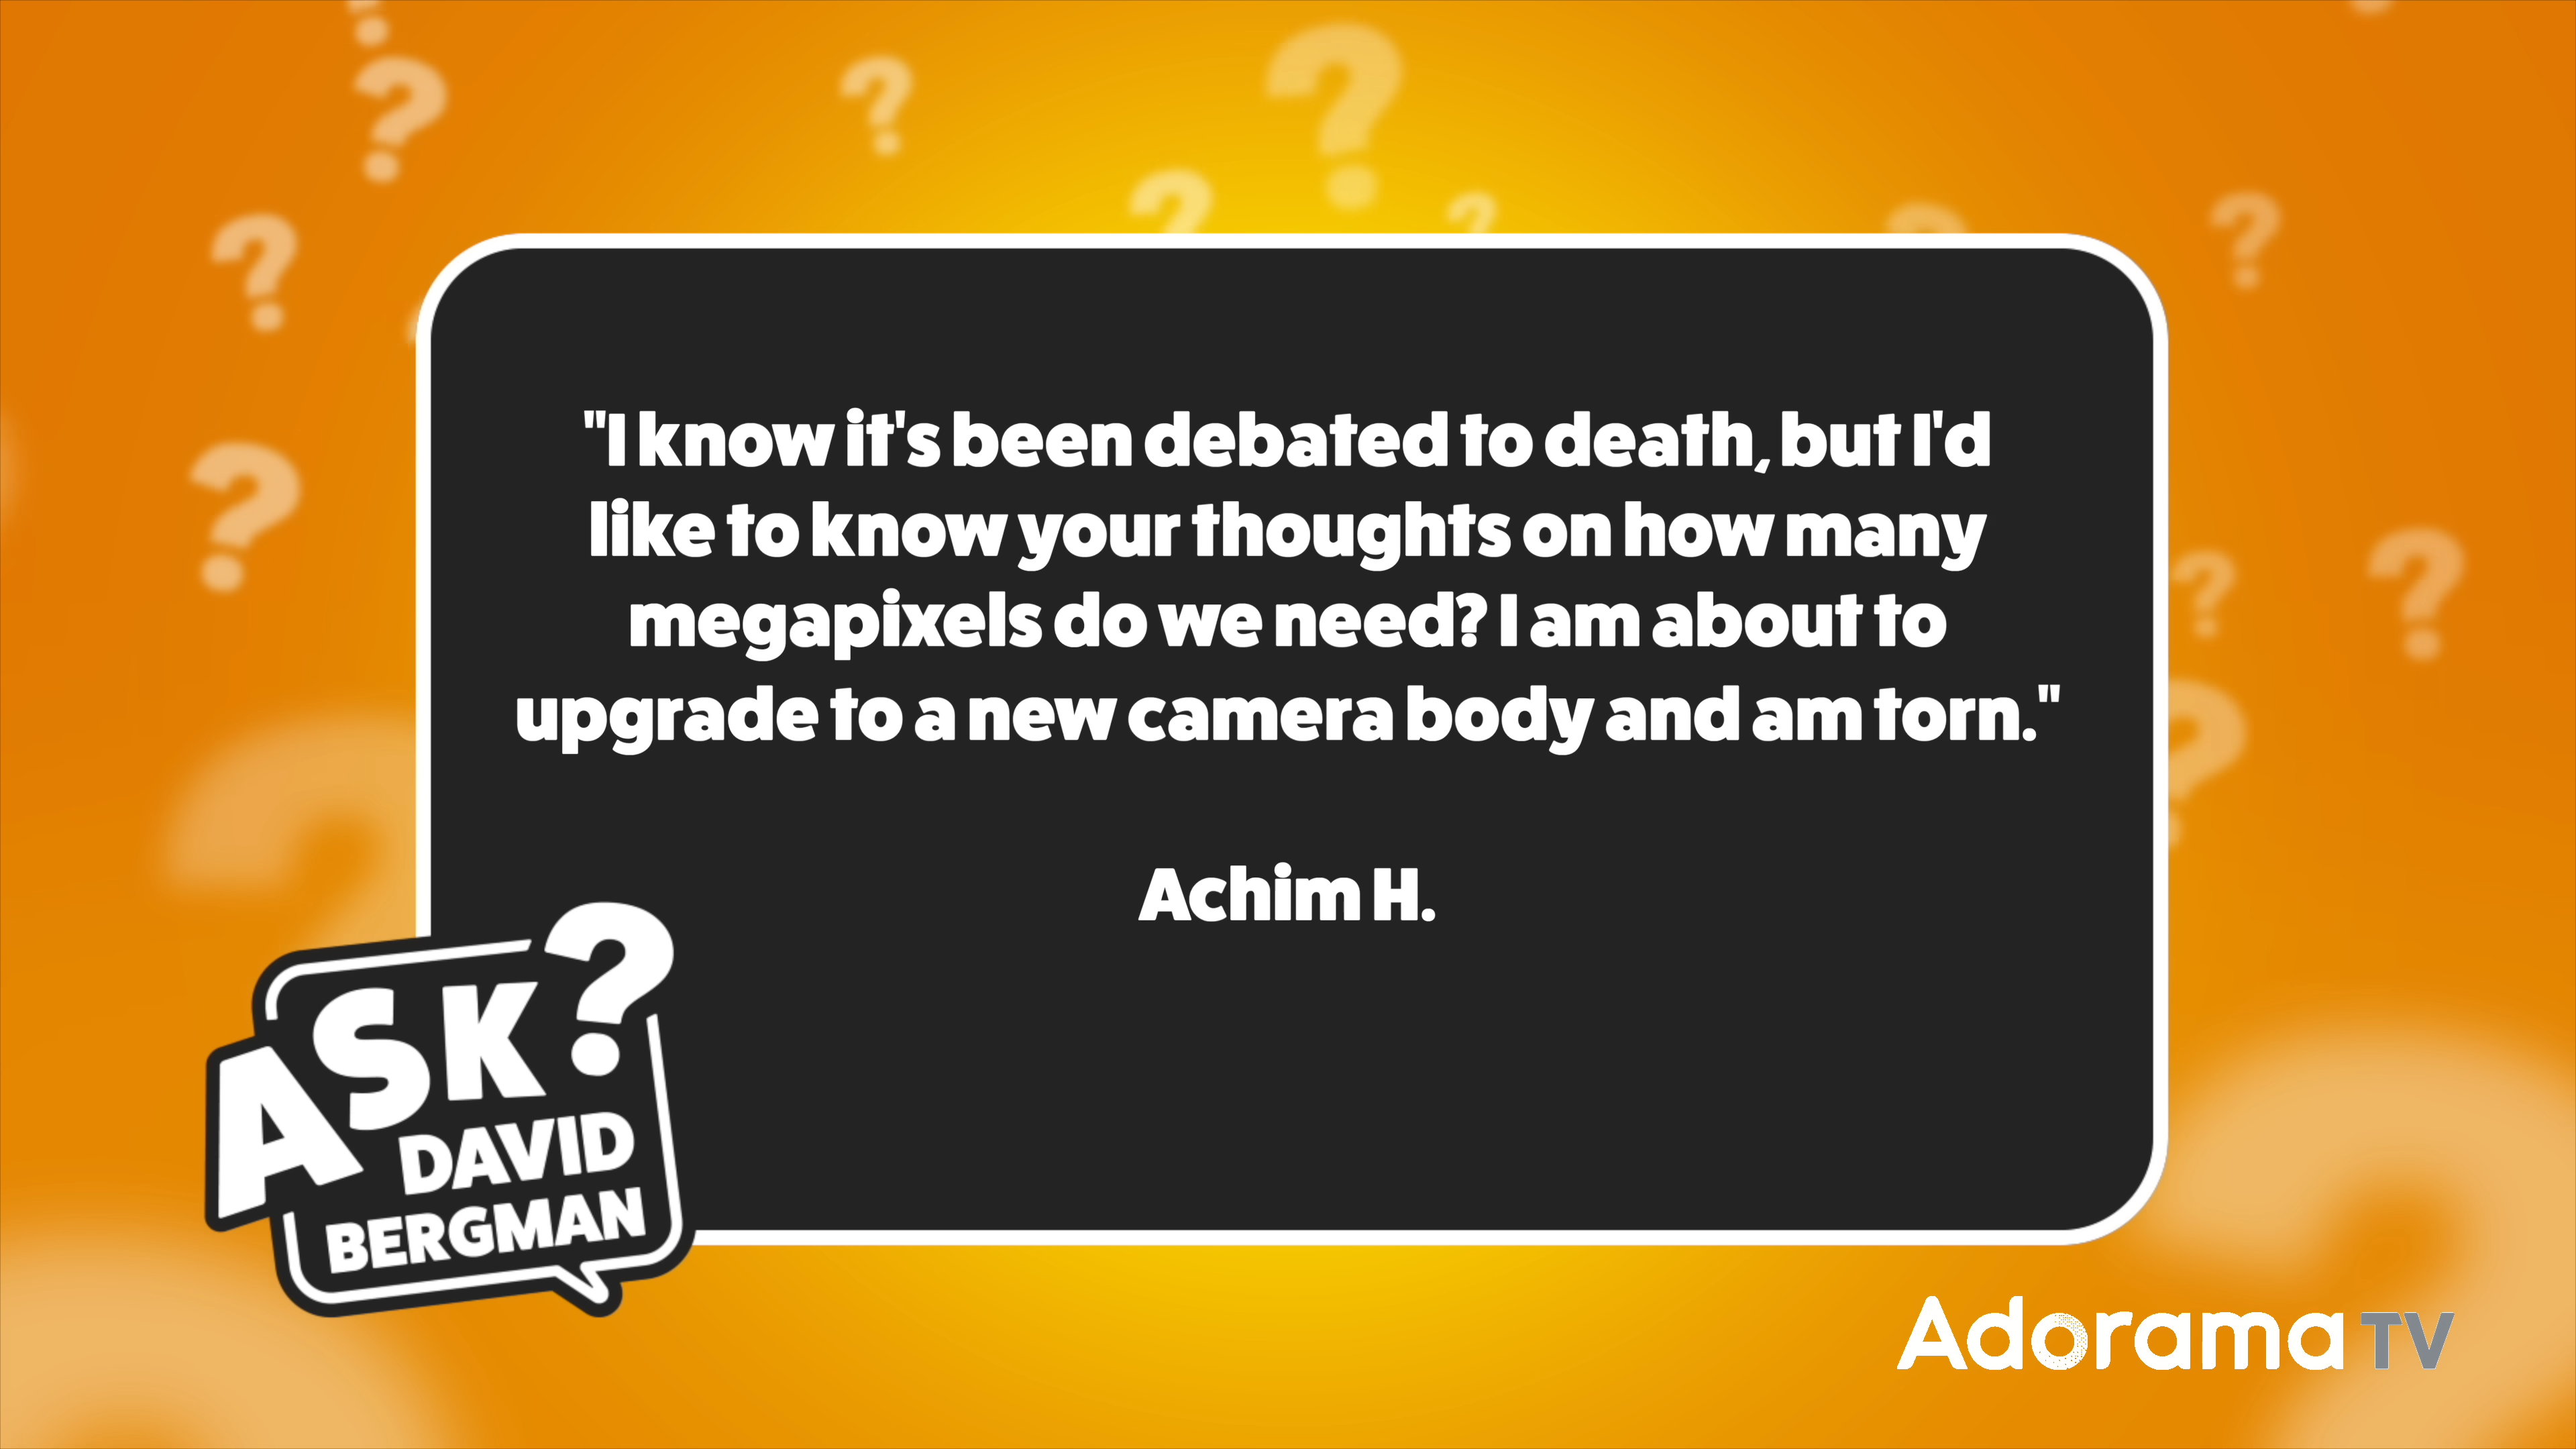 "I know it's been debated to death, but I'd
like to know your thoughts on how many
megapixels do we need? I am about to
upgrade to a new camera body and am torn."
Achim H.
ASK?
DAVID
BERGMAN
Adorama TV